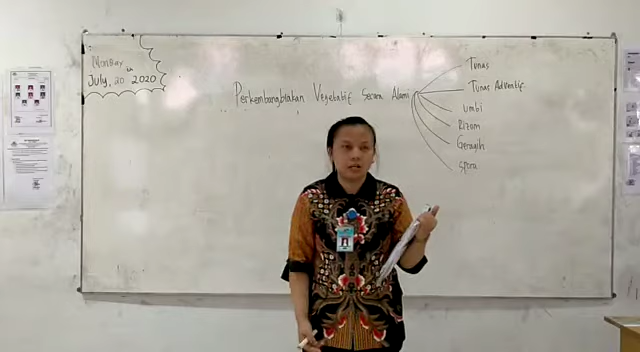 Monday
July, 20 2020
Perkembangbiakan Vegetatif Secara Alami
Tunas
Tunas Adventif
umbi
Rizom
Geragih
Spora